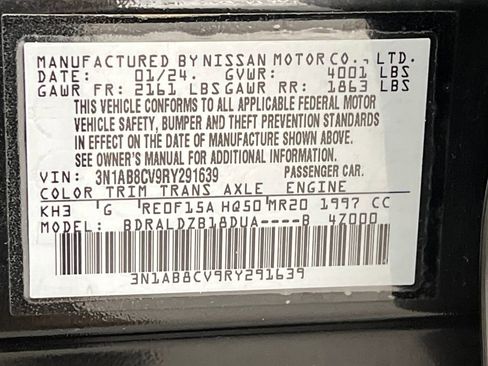 MANUFACTURED BY NISSAN MOTOR CO., LTD.
DATE: 01/24. GVWR: 4001 LBS
GAWR FR: 2161 LBS GAWR RR: 1863 LBS
THIS VEHICLE CONFORMS TO ALL APPLICABLE FEDERAL MOTOR
VEHICLE SAFETY, BUMPER AND THEFT PREVENTION STANDARDS
IN EFFECT ON THE DATE OF MANUFACTURE SHOWN ABOVE.
SEE OWNER'S MANUAL FOR ADDITIONAL INFORMATION.
VIN: 3N1AB8CV9RY291639 PASSENGER CAR.
COLOR TRIM TRANS AXLE ENGINE
KH3 G RE0F15A HQ50 MR20 1997 CC
MODEL: BDRALDZB18DUA----B 4Z000
3N1AB8CV9RY291639